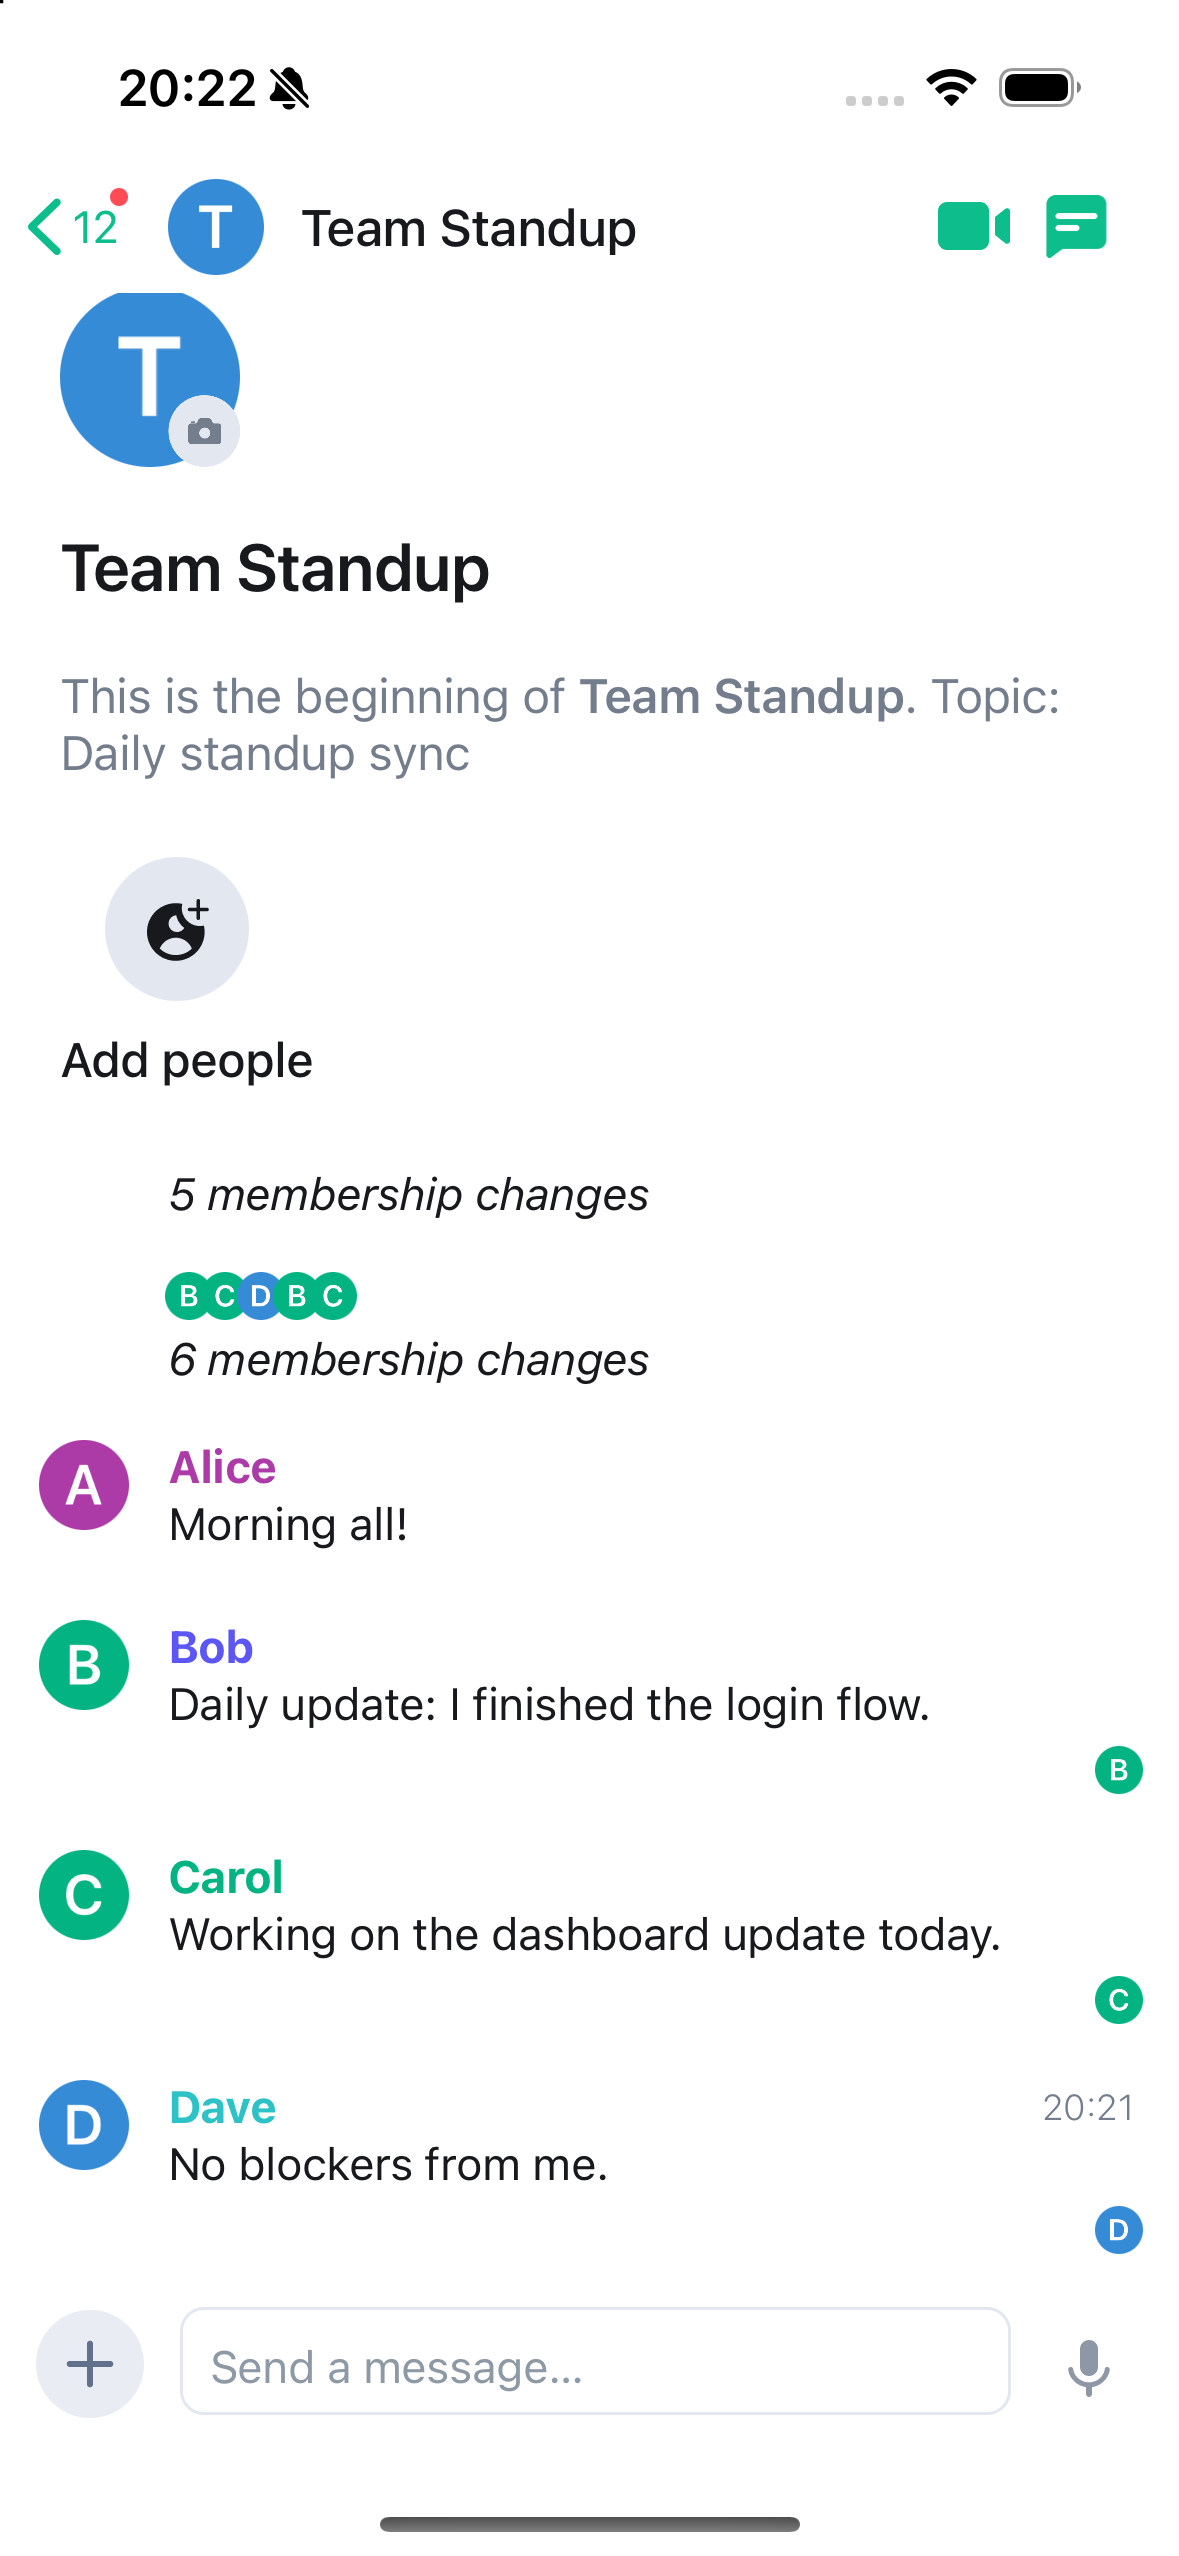 20:22
12
T
Team Standup
T
Team Standup
This is the beginning of Team Standup. Topic:
Daily standup sync
Add people
5 membership changes
B C D B C
6 membership changes
A
Alice
Morning all!
B
Bob
Daily update: I finished the login flow.
B
C
Carol
Working on the dashboard update today.
C
D
Dave
20:21
No blockers from me.
D
Send a message...